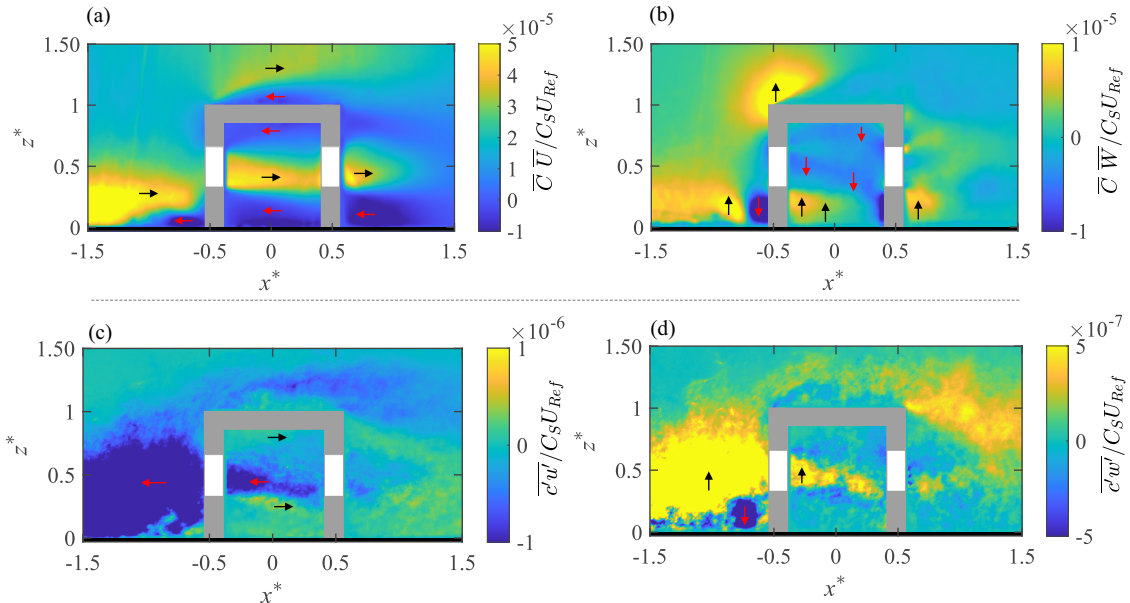 (a)
×10⁻⁵
1.50
1
0.5
0
z*
-1.5 -0.5 0 0.5 1.5
x*
5
4
3
2
1
0
-1
C̅ U̅/C_S U_Ref
(b)
×10⁻⁵
1.50
1
0.5
0
z*
-1.5 -0.5 0 0.5 1.5
x*
1
0
-1
C̅ W̅/C_S U_Ref
(c)
×10⁻⁶
1.50
1
0.5
0
z*
-1.5 -0.5 0 0.5 1.5
x*
1
0
-1
c′u′̅/C_S U_Ref
(d)
×10⁻⁷
1.50
1
0.5
0
z*
-1.5 -0.5 0 0.5 1.5
x*
5
0
-5
c′w′̅/C_S U_Ref